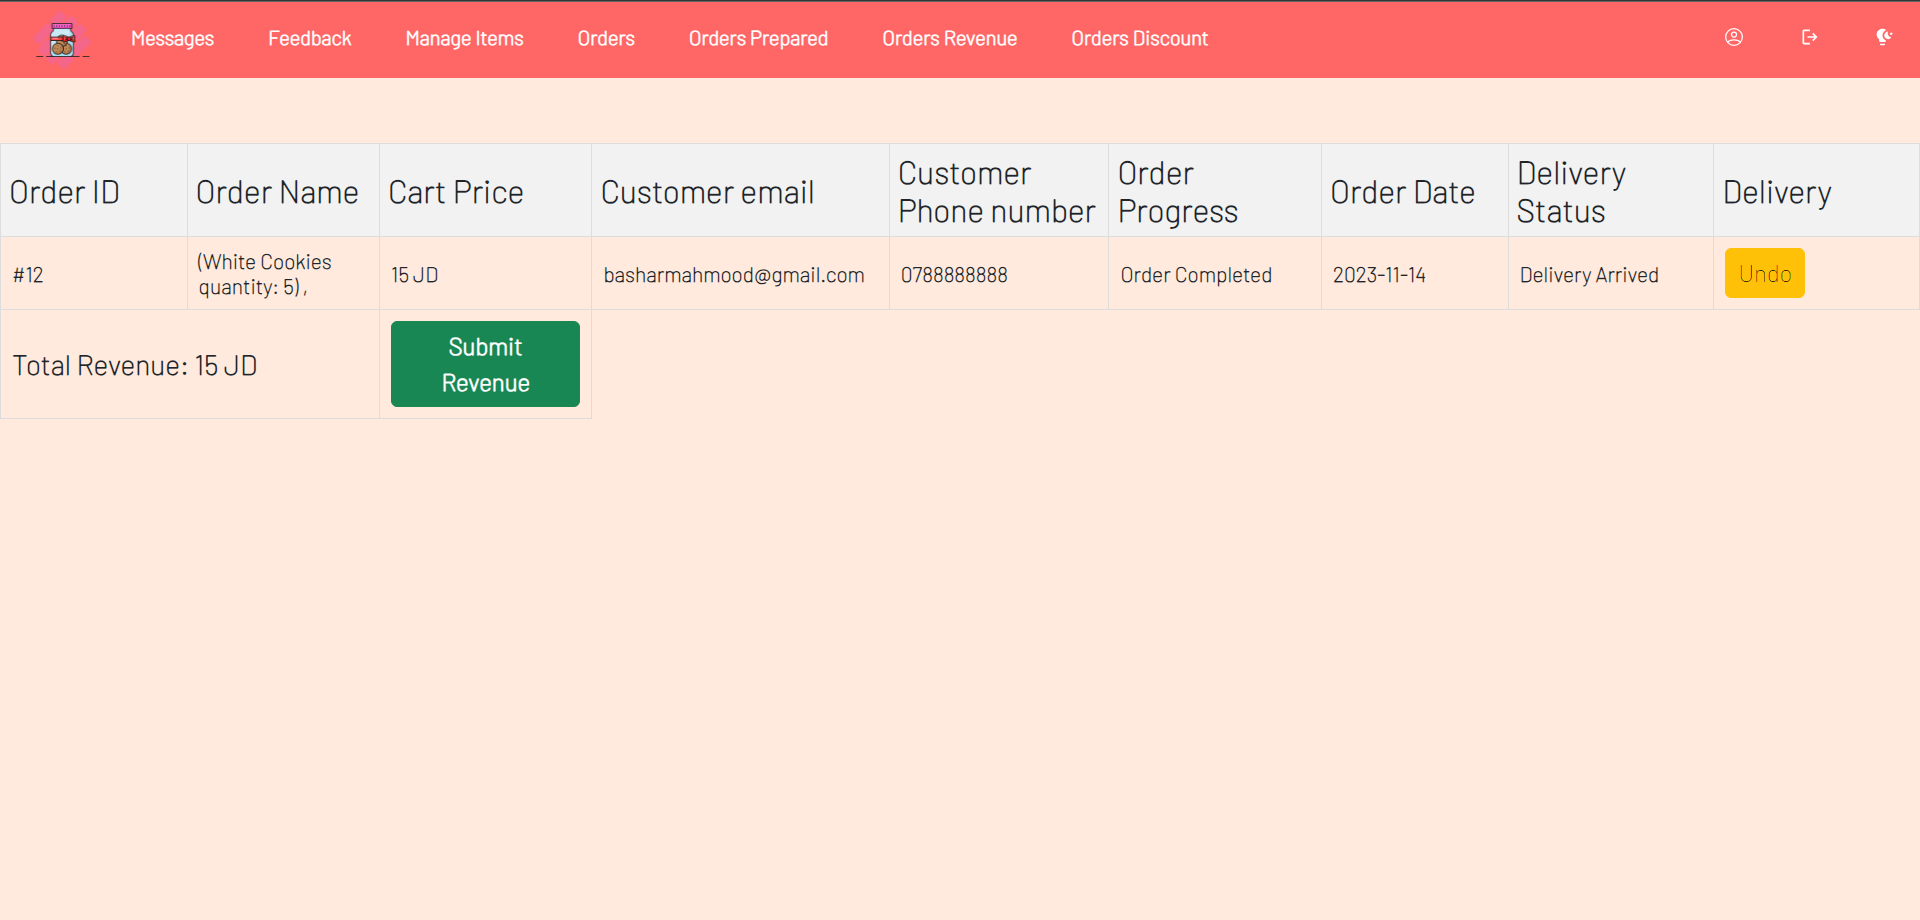 Messages Feedback Manage Items Orders Orders Prepared Orders Revenue Orders Discount
Order ID Order Name Cart Price Customer email Customer Phone number Order Progress Order Date Delivery Status Delivery
#12 (White Cookies quantity: 5) , 15 JD basharmahmood@gmail.com 0788888888 Order Completed 2023-11-14 Delivery Arrived Undo
Total Revenue: 15 JD Submit Revenue